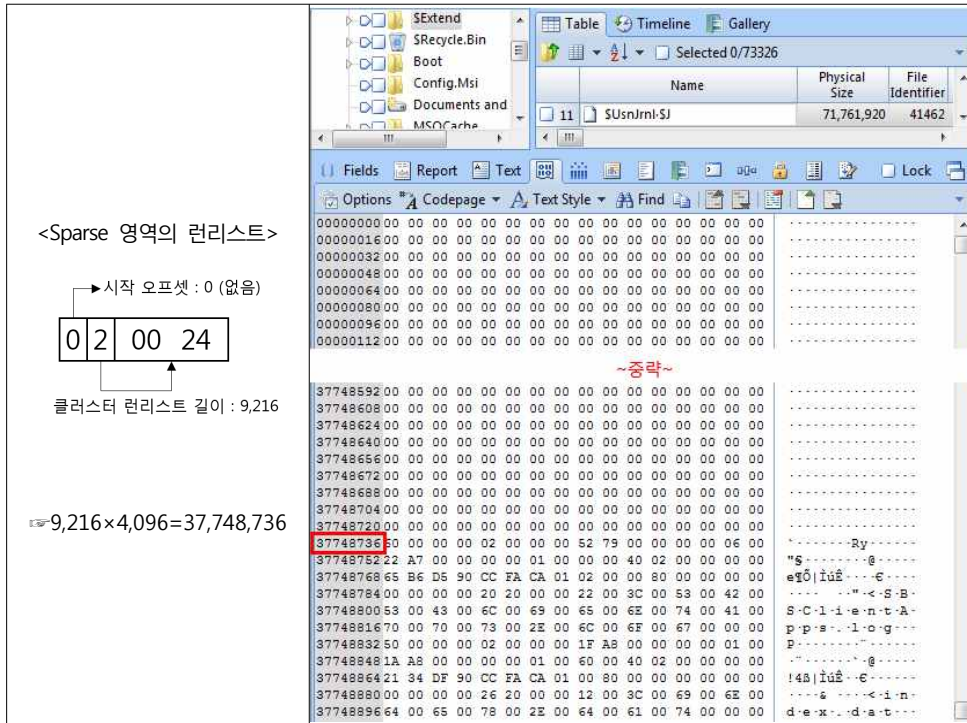 <Sparse 영역의 런리스트>
시작 오프셋 : 0 (없음)
0 2 00 24
클러스터 런리스트 길이 : 9,216
☞9,216×4,096=37,748,736
$Extend
$Recycle.Bin
Boot
Config.Msi
Documents and
MSOCache
Table Timeline Gallery
Selected 0/73326
Name Physical Size File Identifier
11 $UsnJrnl·$J 71,761,920 41462
Fields Report Text Lock
Options Codepage Text Style Find
00000000 00 00 00 00 00 00 00 00 00 00 00 00 00 00 00 00
00000016 00 00 00 00 00 00 00 00 00 00 00 00 00 00 00 00
00000032 00 00 00 00 00 00 00 00 00 00 00 00 00 00 00 00
00000048 00 00 00 00 00 00 00 00 00 00 00 00 00 00 00 00
00000064 00 00 00 00 00 00 00 00 00 00 00 00 00 00 00 00
00000080 00 00 00 00 00 00 00 00 00 00 00 00 00 00 00 00
00000096 00 00 00 00 00 00 00 00 00 00 00 00 00 00 00 00
00000112 00 00 00 00 00 00 00 00 00 00 00 00 00 00 00 00
~중략~
37748592 00 00 00 00 00 00 00 00 00 00 00 00 00 00 00 00
37748608 00 00 00 00 00 00 00 00 00 00 00 00 00 00 00 00
37748624 00 00 00 00 00 00 00 00 00 00 00 00 00 00 00 00
37748640 00 00 00 00 00 00 00 00 00 00 00 00 00 00 00 00
37748656 00 00 00 00 00 00 00 00 00 00 00 00 00 00 00 00
37748672 00 00 00 00 00 00 00 00 00 00 00 00 00 00 00 00
37748688 00 00 00 00 00 00 00 00 00 00 00 00 00 00 00 00
37748704 00 00 00 00 00 00 00 00 00 00 00 00 00 00 00 00
37748720 00 00 00 00 00 00 00 00 00 00 00 00 00 00 00 00
37748736 60 00 00 00 02 00 00 00 52 79 00 00 00 00 06 00 `·······Ry······
37748752 22 A7 00 00 00 00 01 00 00 00 40 02 00 00 00 00 "§········@·····
37748768 65 B6 D5 90 CC FA CA 01 02 00 00 80 00 00 00 00 e¶Õ|ÌúÊ····€····
37748784 00 00 00 00 20 20 00 00 22 00 3C 00 53 00 42 00 ···· ··"·<·S·B·
37748800 53 00 43 00 6C 00 69 00 65 00 6E 00 74 00 41 00 S·C·l·i·e·n·t·A·
37748816 70 00 70 00 73 00 2E 00 6C 00 6F 00 67 00 00 00 p·p·s·.·l·o·g···
37748832 50 00 00 00 02 00 00 00 1F A8 00 00 00 00 01 00 P········¨······
37748848 1A A8 00 00 00 00 01 00 60 00 40 02 00 00 00 00 ·¨······`·@·····
37748864 21 34 DF 90 CC FA CA 01 00 80 00 00 00 00 00 00 !4ß|ÌúÊ··€······
37748880 00 00 00 00 26 20 00 00 12 00 3C 00 69 00 6E 00 ····& ····<·i·n·
37748896 64 00 65 00 78 00 2E 00 64 00 61 00 74 00 00 00 d·e·x·.·d·a·t···